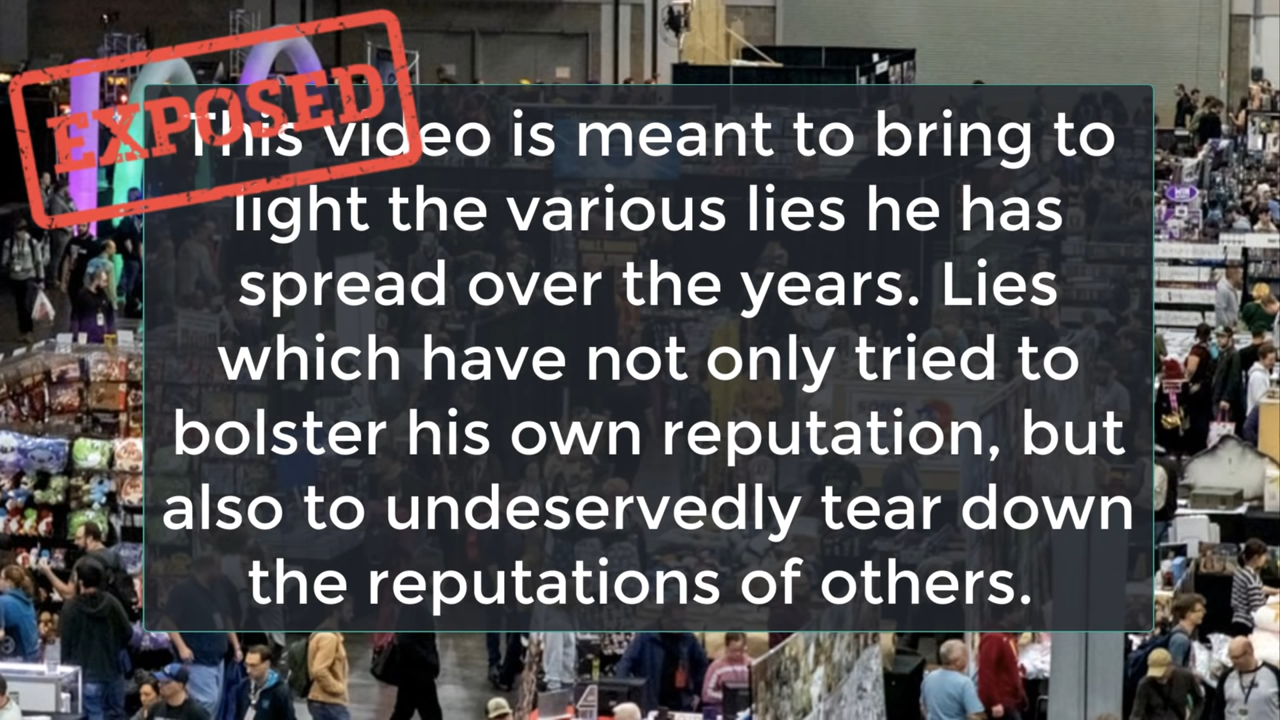 EXPOSED
This video is meant to bring to
light the various lies he has
spread over the years. Lies
which have not only tried to
bolster his own reputation, but
also to undeservedly tear down
the reputations of others.